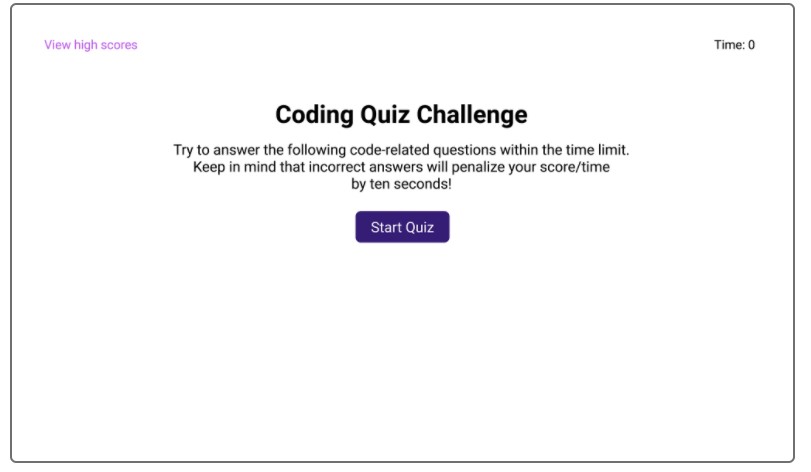 View high scores
Time: 0
Coding Quiz Challenge
Try to answer the following code-related questions within the time limit.
Keep in mind that incorrect answers will penalize your score/time
by ten seconds!
Start Quiz